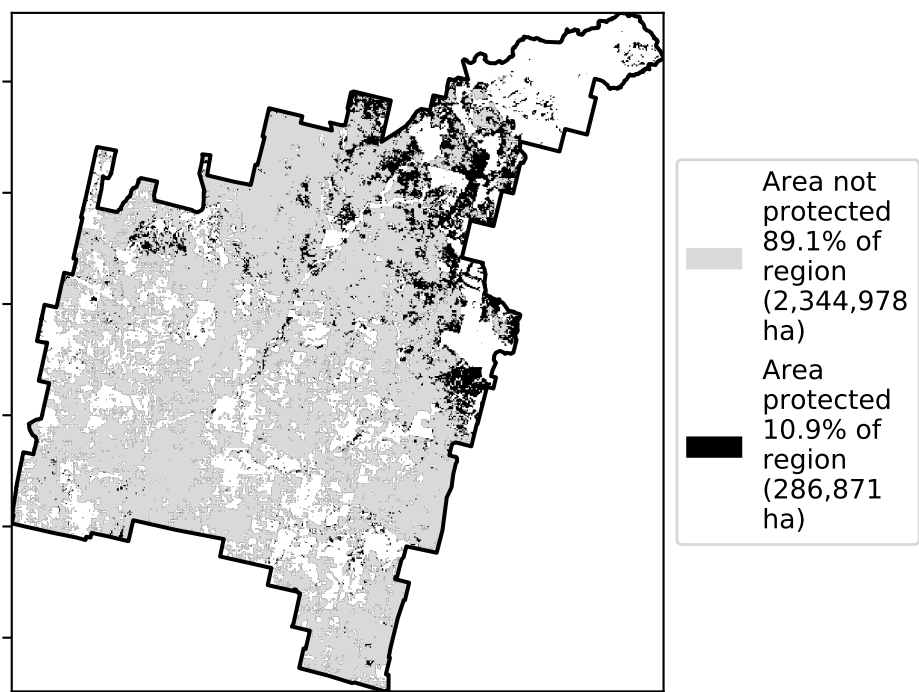 Area not
protected
89.1% of
region
(2,344,978
ha)
Area
protected
10.9% of
region
(286,871
ha)